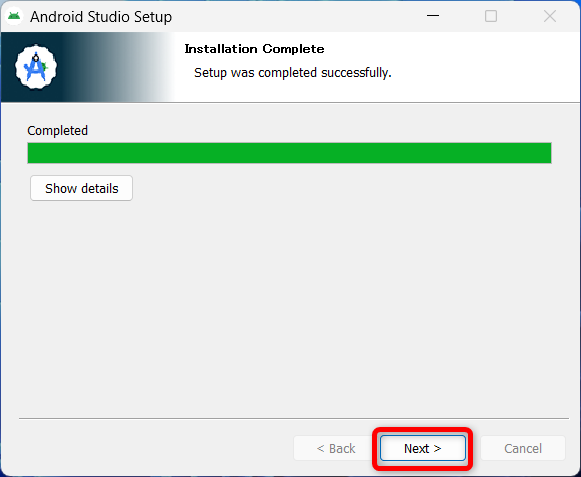 Android Studio Setup
Installation Complete
Setup was completed successfully.
Completed
Show details
< Back
Next >
Cancel